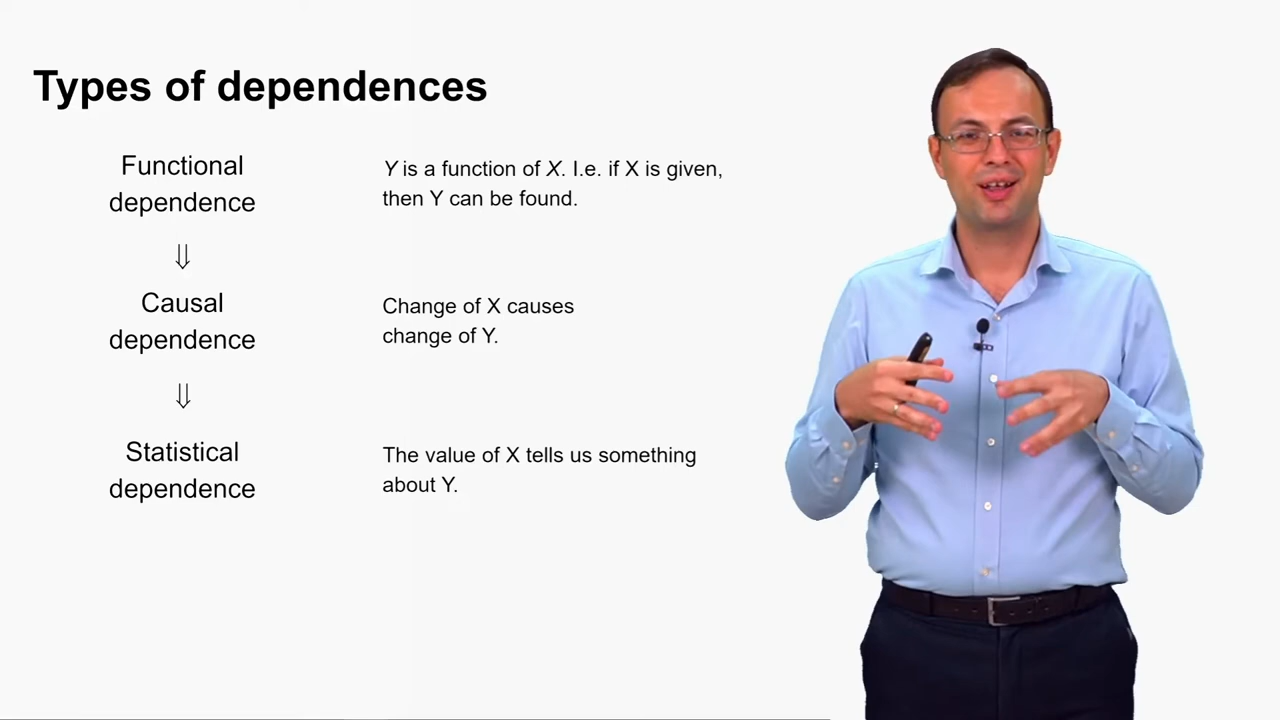 Types of dependences
Functional
dependence
Y is a function of X. I.e. if X is given,
then Y can be found.
⇓
Causal
dependence
Change of X causes
change of Y.
⇓
Statistical
dependence
The value of X tells us something
about Y.